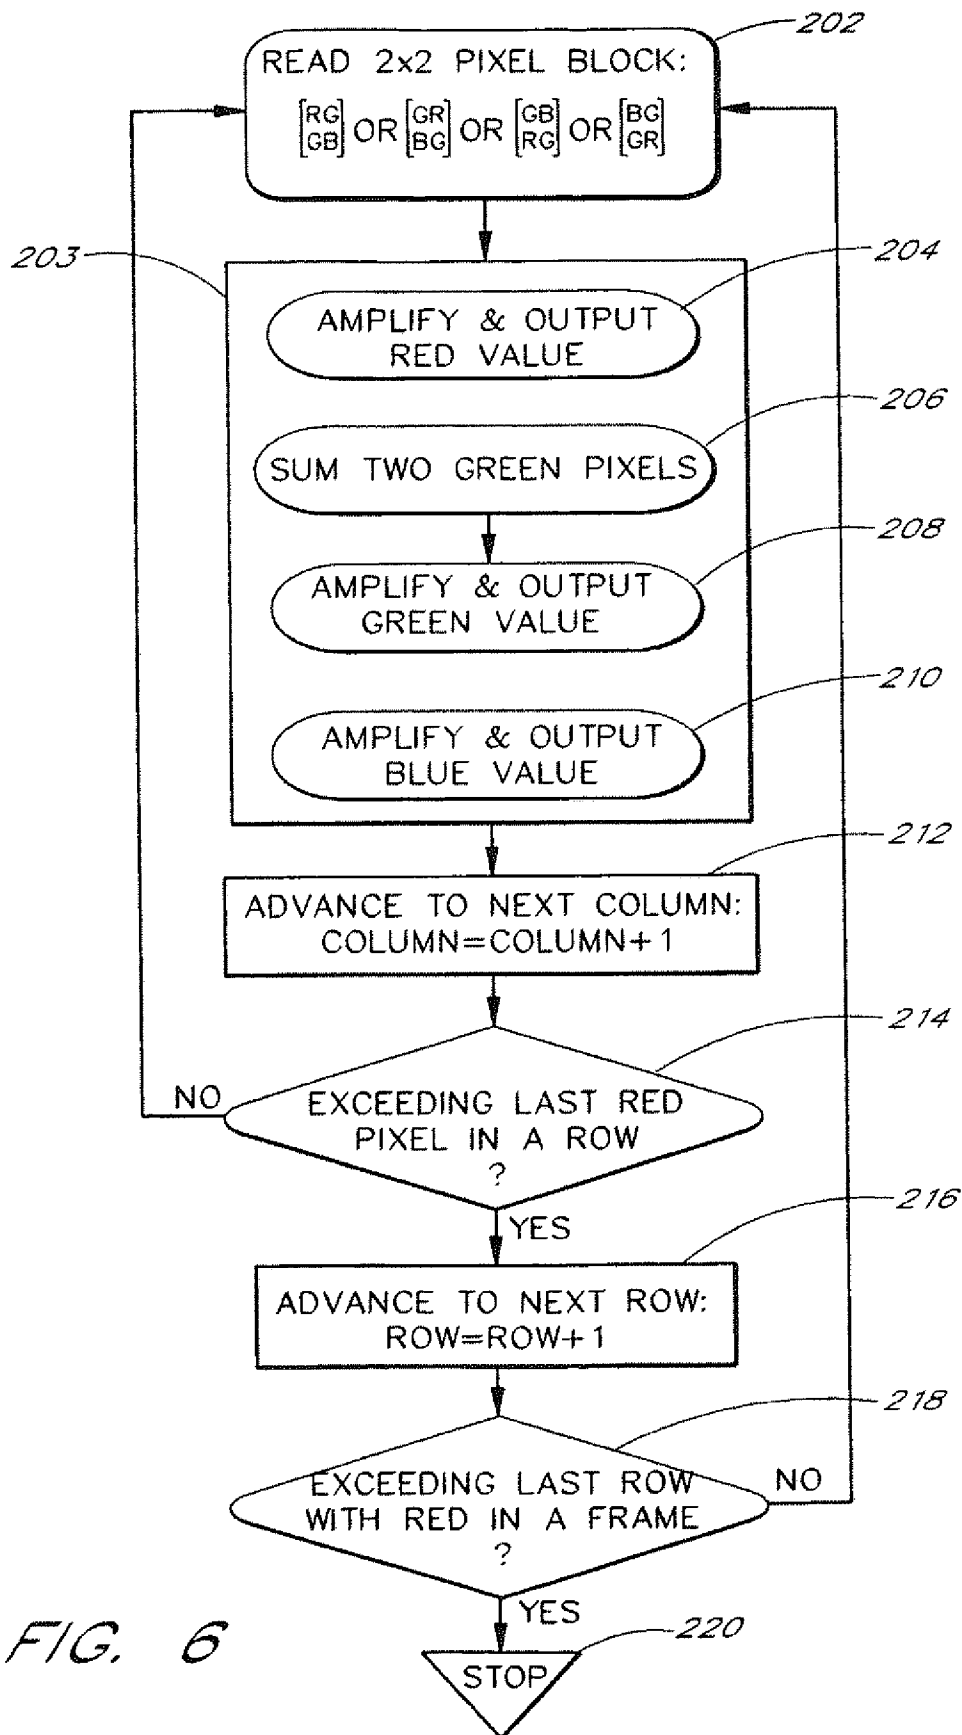 202
READ 2x2 PIXEL BLOCK:
[RG GB] OR [GR BG] OR [GB RG] OR [BG GR]
203
204
AMPLIFY & OUTPUT
RED VALUE
206
SUM TWO GREEN PIXELS
208
AMPLIFY & OUTPUT
GREEN VALUE
210
AMPLIFY & OUTPUT
BLUE VALUE
212
ADVANCE TO NEXT COLUMN:
COLUMN=COLUMN+1
214
NO
EXCEEDING LAST RED
PIXEL IN A ROW
?
YES
216
ADVANCE TO NEXT ROW:
ROW=ROW+1
218
EXCEEDING LAST ROW
WITH RED IN A FRAME
?
NO
YES
220
STOP
FIG. 6